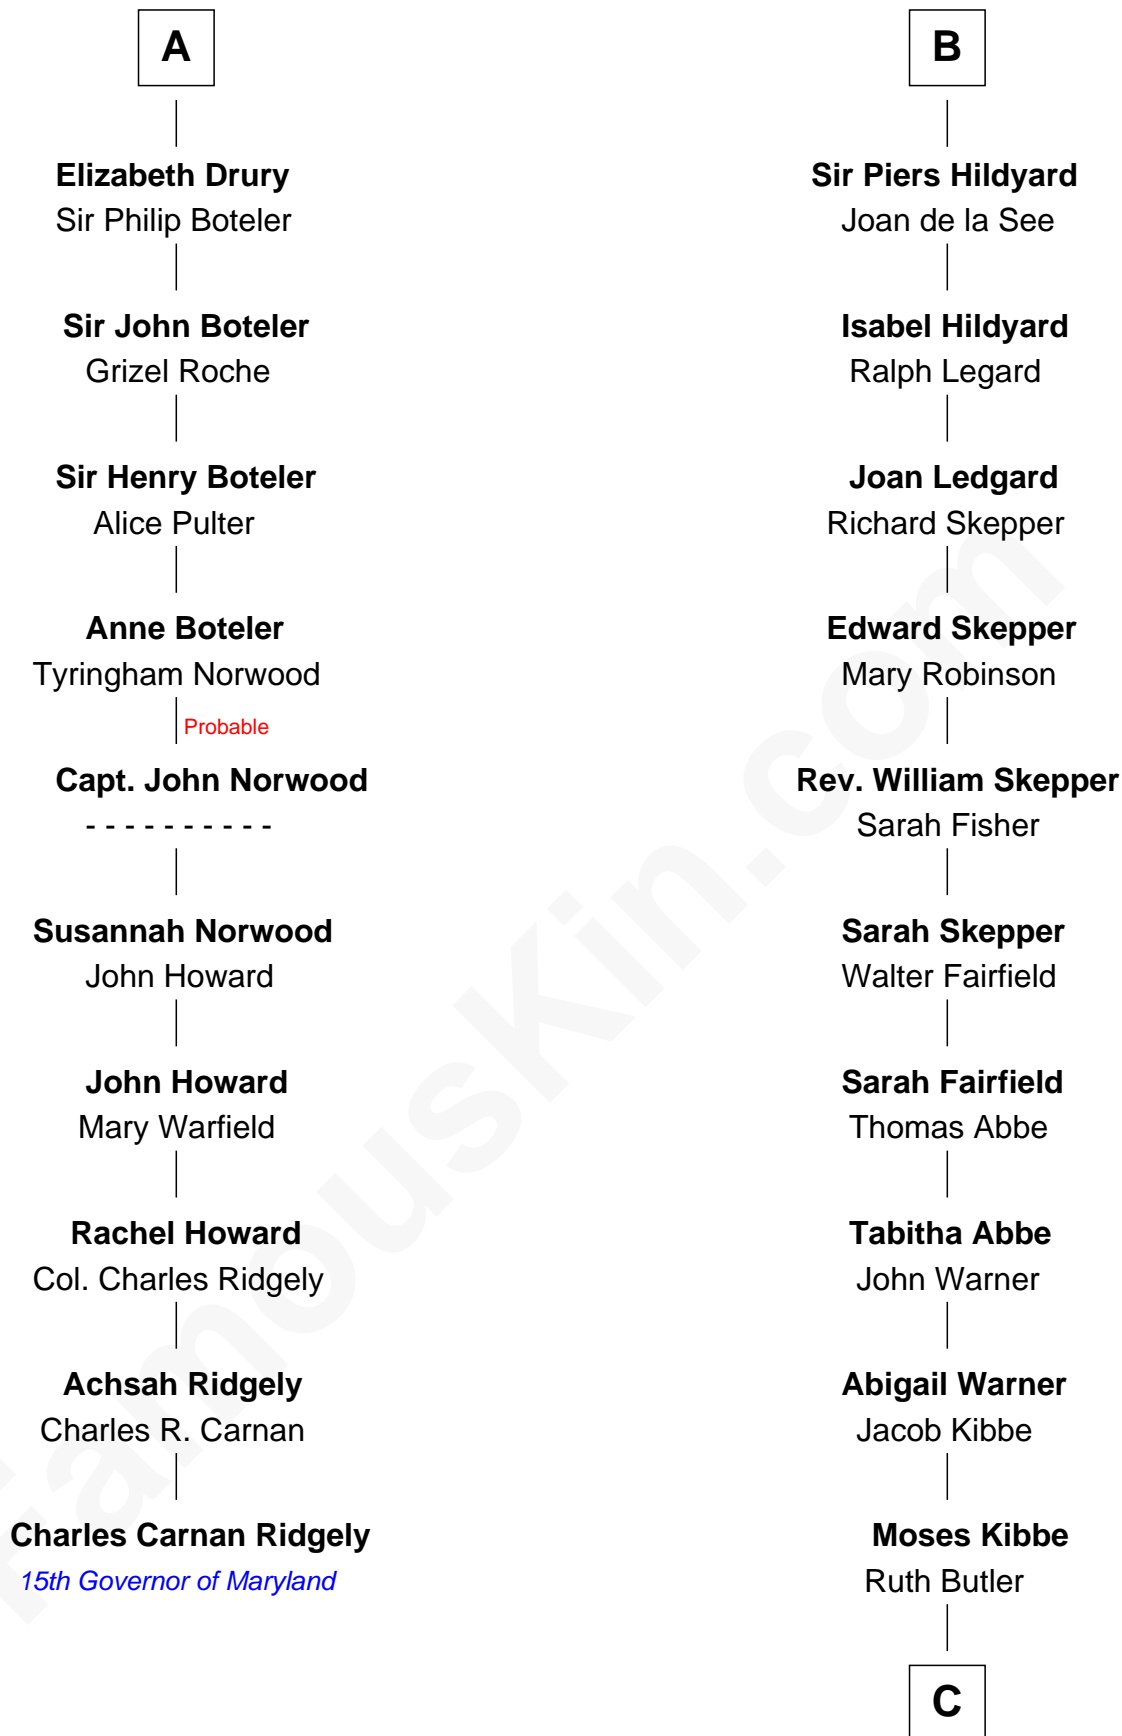 A
Elizabeth Drury
Sir Philip Boteler
Sir John Boteler
Grizel Roche
Sir Henry Boteler
Alice Pulter
Anne Boteler
Tyringham Norwood
Probable
Capt. John Norwood
- - - - - - - - - -
Susannah Norwood
John Howard
John Howard
Mary Warfield
Rachel Howard
Col. Charles Ridgely
Achsah Ridgely
Charles R. Carnan
Charles Carnan Ridgely
15th Governor of Maryland
B
Sir Piers Hildyard
Joan de la See
Isabel Hildyard
Ralph Legard
Joan Ledgard
Richard Skepper
Edward Skepper
Mary Robinson
Rev. William Skepper
Sarah Fisher
Sarah Skepper
Walter Fairfield
Sarah Fairfield
Thomas Abbe
Tabitha Abbe
John Warner
Abigail Warner
Jacob Kibbe
Moses Kibbe
Ruth Butler
C
FamousKin.com